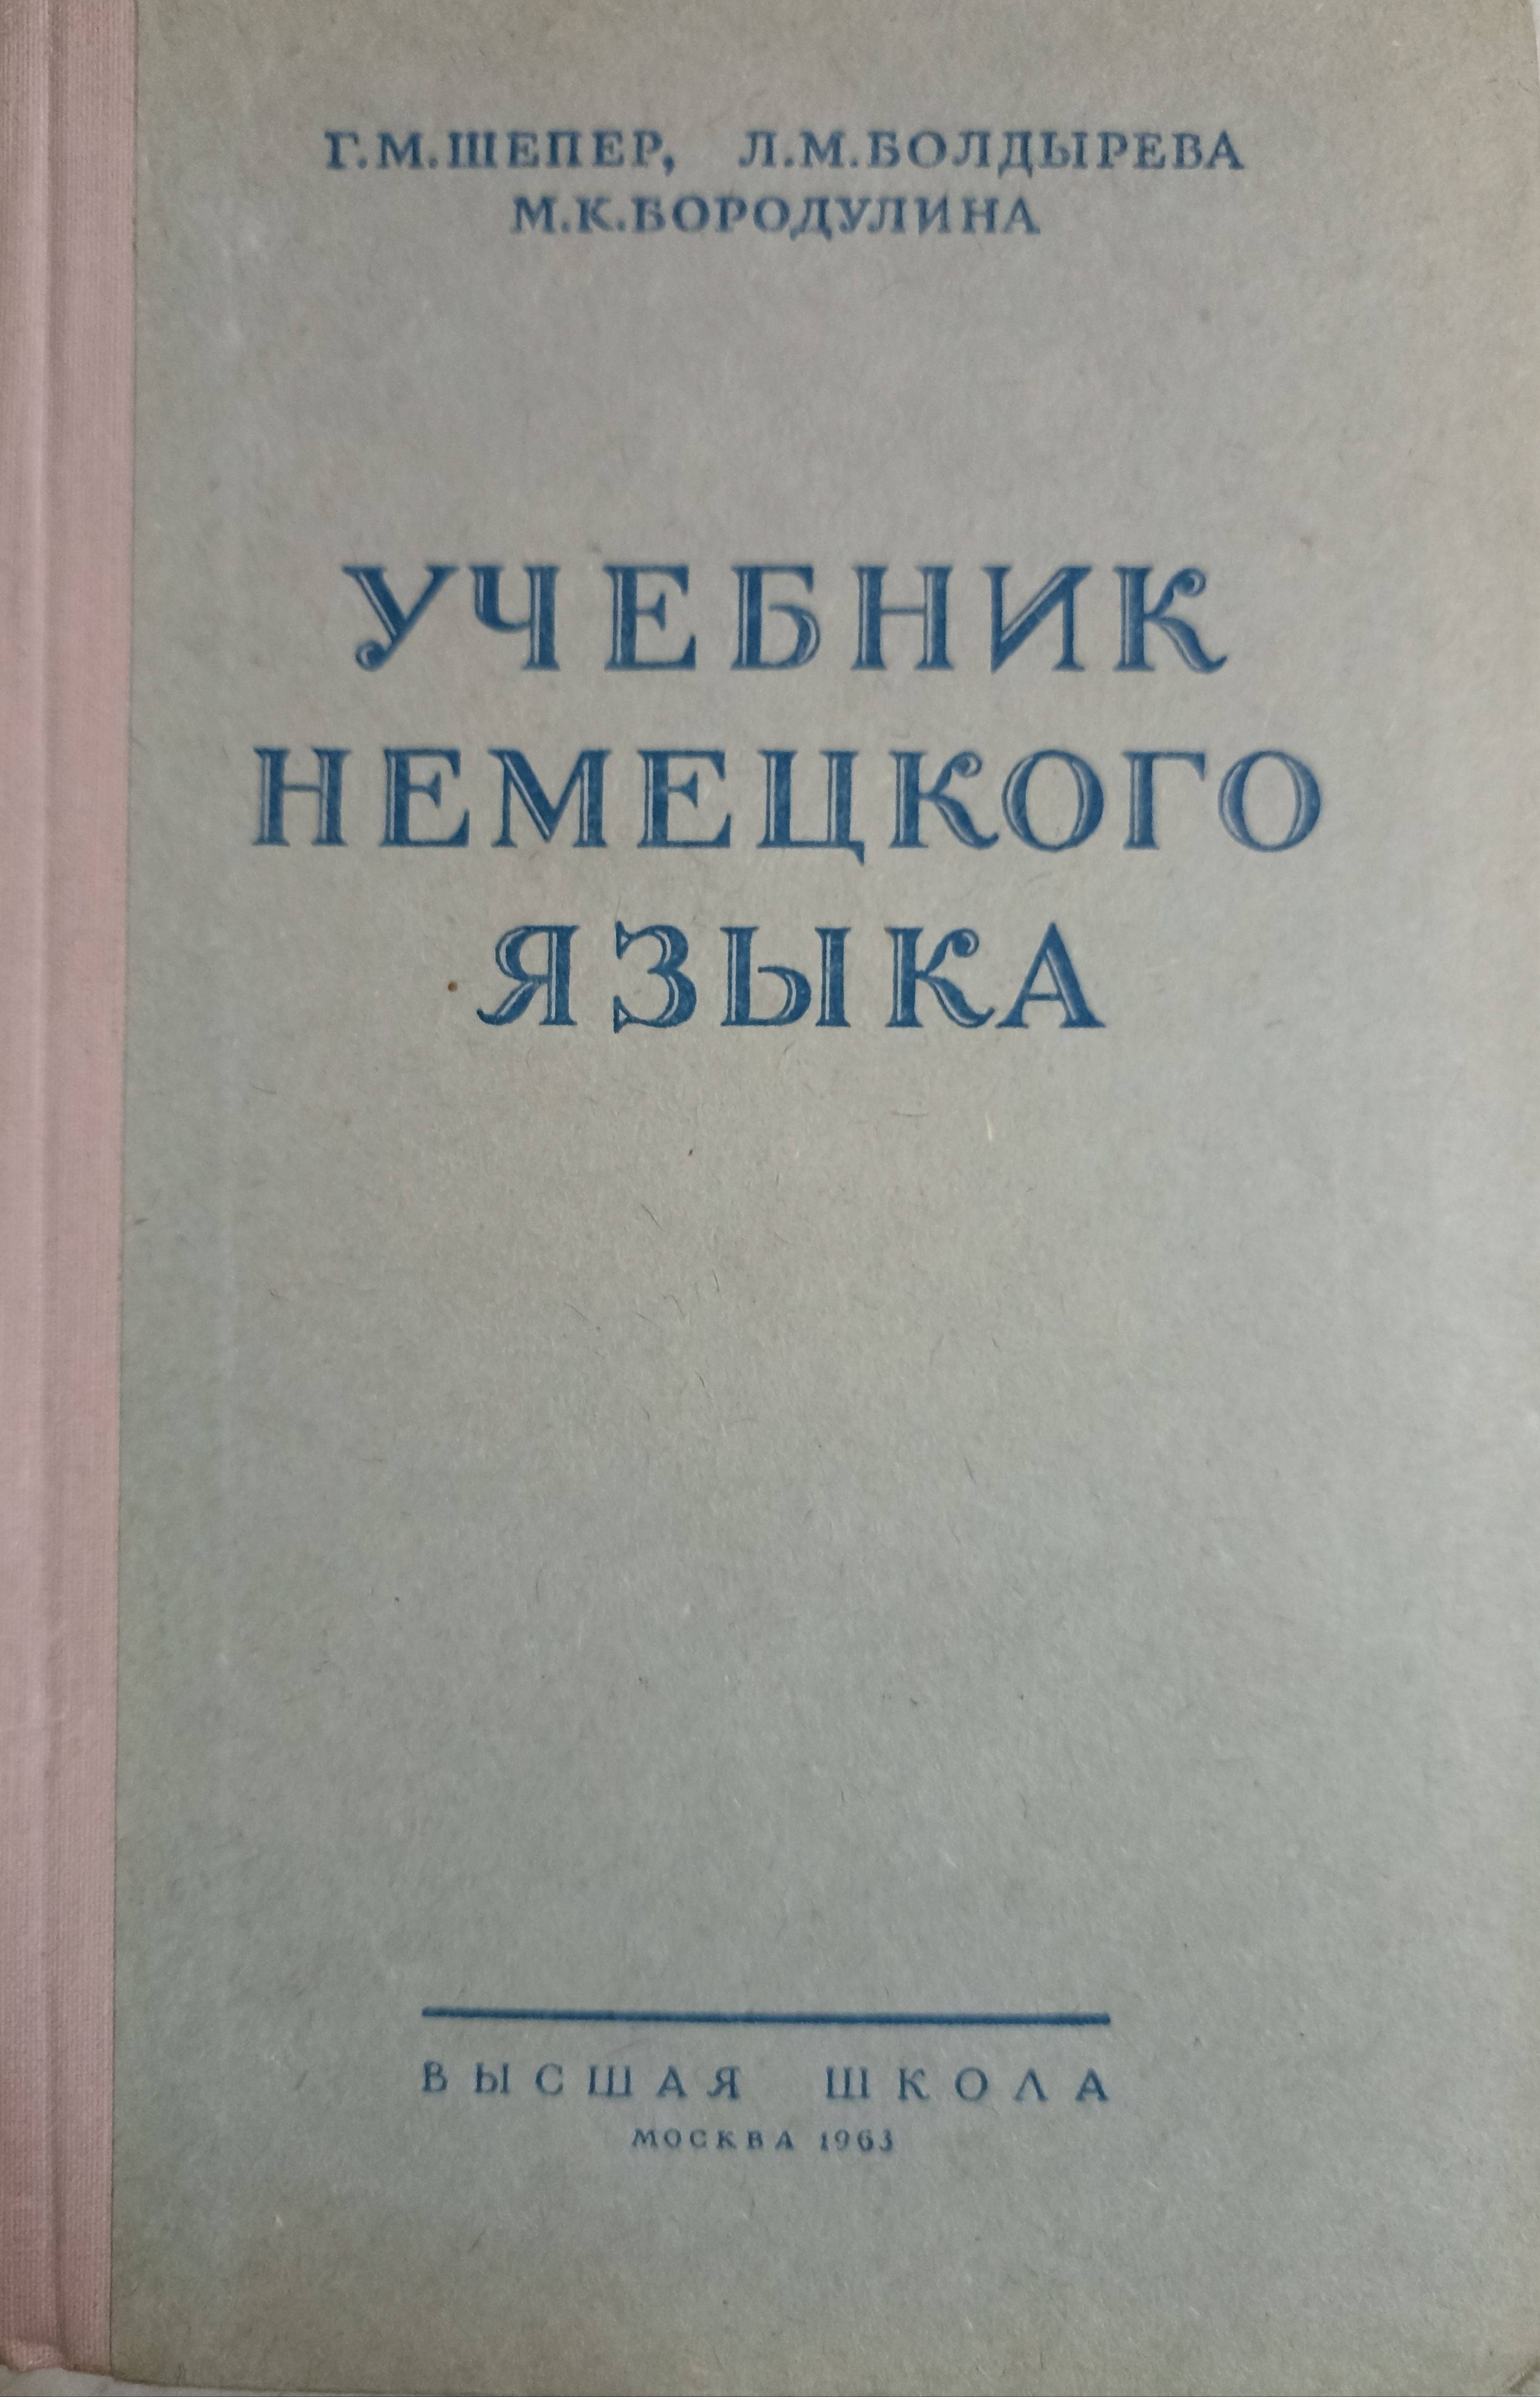 Г.М.ШЕПЕР, Л.М.БОЛДЫРЕВА
М.К.БОРОДУЛИНА
УЧЕБНИК
НЕМЕЦКОГО
ЯЗЫКА
ВЫСШАЯ ШКОЛА
МОСКВА 1963